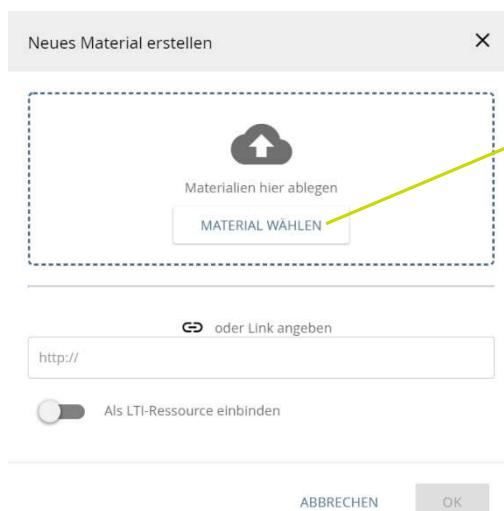 Neues Material erstellen
Materialien hier ablegen
MATERIAL WÄHLEN
oder Link angeben
http://
Als LTI-Ressource einbinden
ABBRECHEN OK